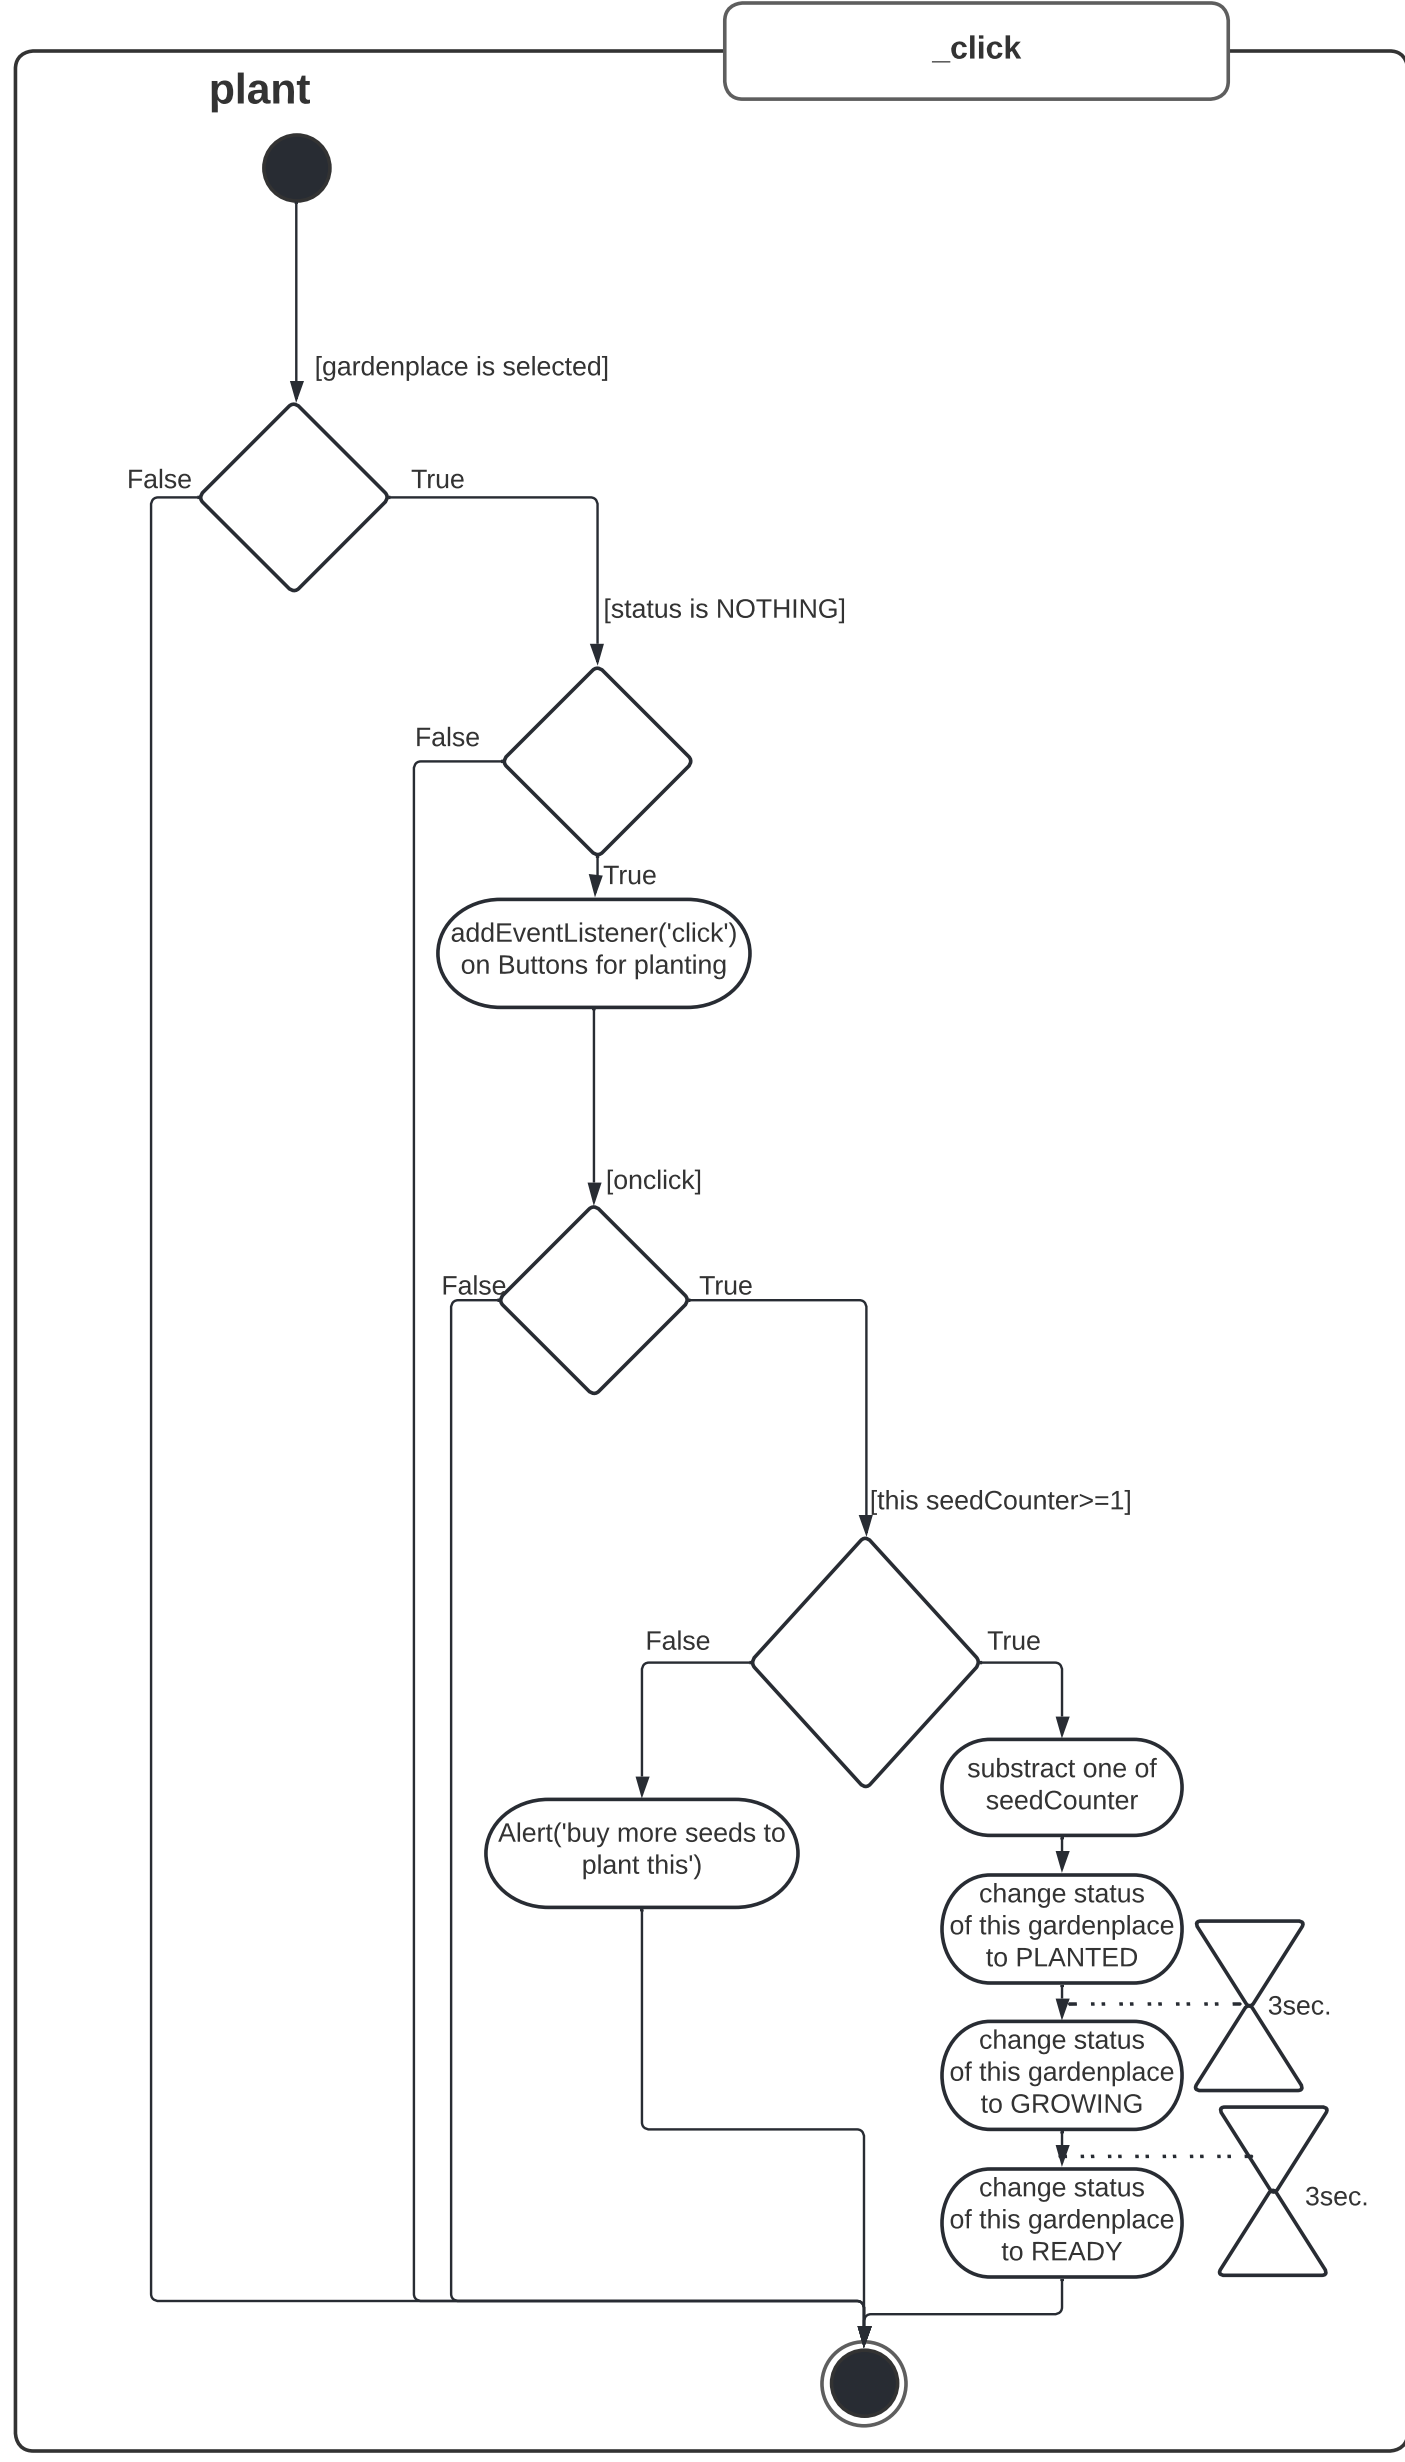 _click
plant
[gardenplace is selected]
False
True
[status is NOTHING]
False
True
addEventListener('click')
on Buttons for planting
[onclick]
False
True
[this seedCounter>=1]
False
True
substract one of
seedCounter
Alert('buy more seeds to
plant this')
change status
of this gardenplace
to PLANTED
3sec.
change status
of this gardenplace
to GROWING
3sec.
change status
of this gardenplace
to READY